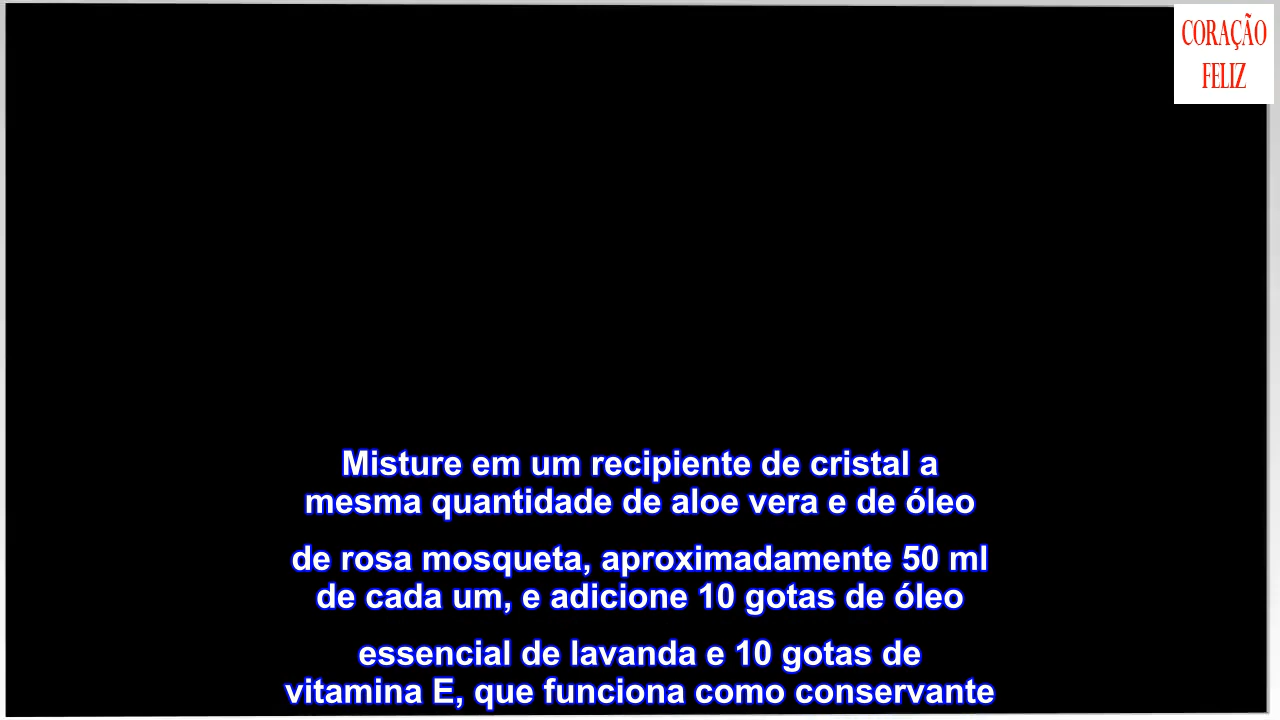 CORAÇÃO
FELIZ
Misture em um recipiente de cristal a
mesma quantidade de aloe vera e de óleo
de rosa mosqueta, aproximadamente 50 ml
de cada um, e adicione 10 gotas de óleo
essencial de lavanda e 10 gotas de
vitamina E, que funciona como conservante